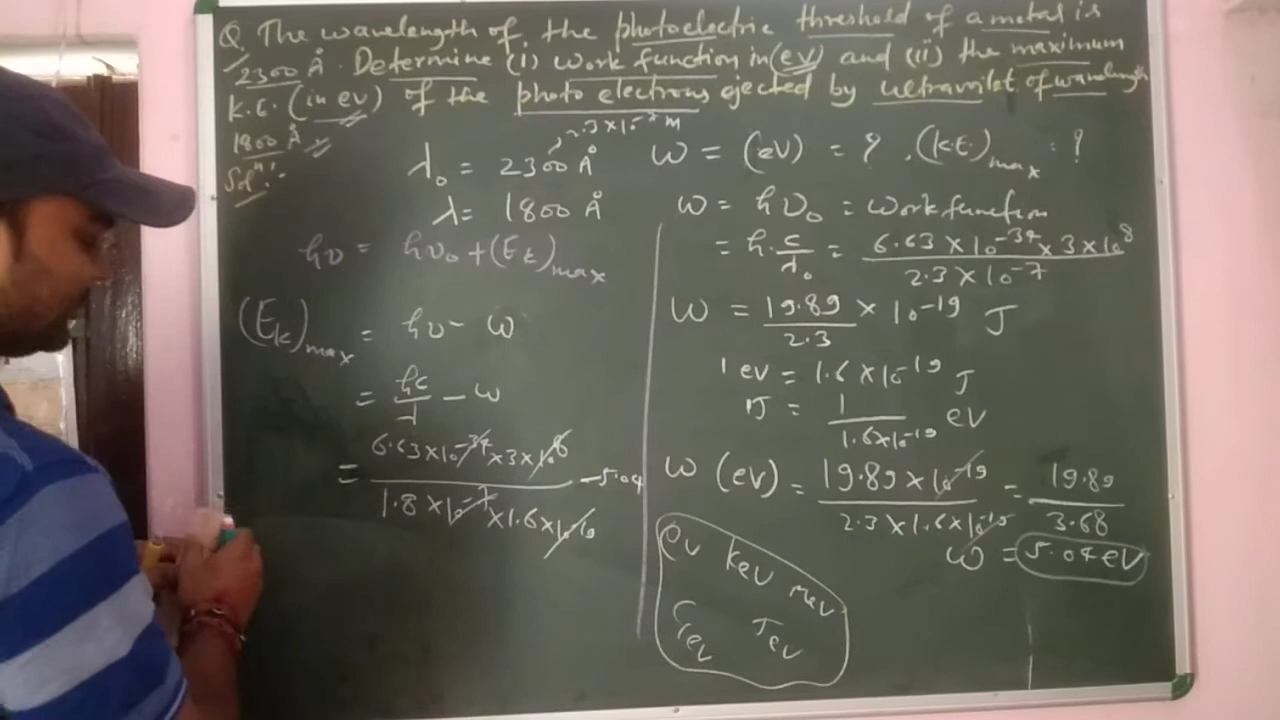 Q. The wavelength of the photoelectric threshold of a metal is
2300 Å. Determine (i) work function in (ev) and (ii) the maximum
K.E. (in ev) of the photo electrons ejected by ultraviolet of wavelength
1800 Å
Solⁿ:-
2.3 × 10⁻⁷ m
λ₀ = 2300 Å
λ = 1800 Å
hν = hν₀ + (Ek)max
(Ek)max = hν - ω
= hc/λ - ω
= 6.63 × 10⁻³⁴ × 3 × 10⁸ / 1.8 × 10⁻⁷ × 1.6 × 10⁻¹⁹ - 5.04
ω = (eV) = ? , (K.E.)max = ?
ω = hν₀ = work function
= h.c/λ₀ = 6.63 × 10⁻³⁴ × 3 × 10⁸ / 2.3 × 10⁻⁷
ω = 19.89 / 2.3 × 10⁻¹⁹ J
1 ev = 1.6 × 10⁻¹⁹ J
1J = 1 / 1.6×10⁻¹⁹ eV
ω (ev) = 19.89 × 10⁻¹⁹ / 2.3 × 1.6 × 10⁻¹⁹ = 19.89 / 3.68
ω = 5.04 eV
ev kev mev
Tev